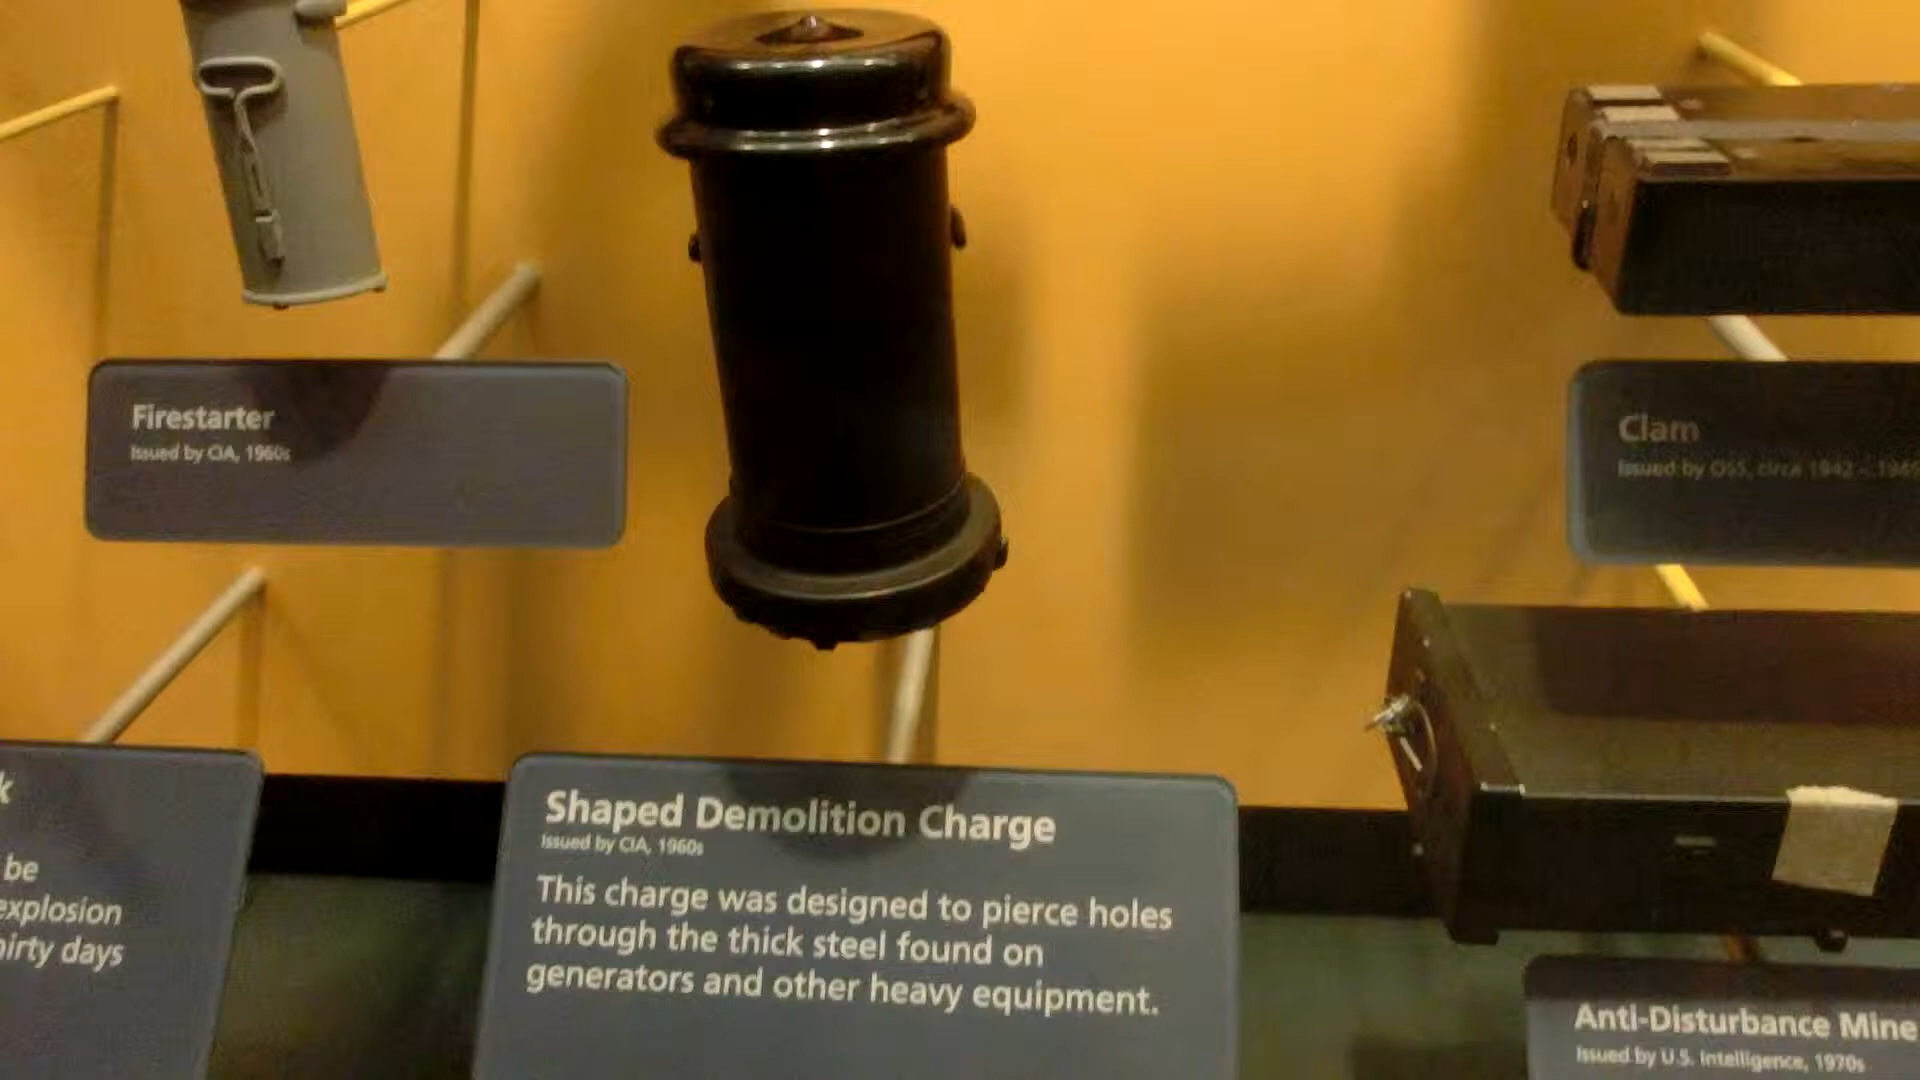 Firestarter
Issued by CIA, 1960s
Clam
Issued by OSS, circa 1942 - 1945
k
be
explosion
hirty days
Shaped Demolition Charge
Issued by CIA, 1960s
This charge was designed to pierce holes
through the thick steel found on
generators and other heavy equipment.
Anti-Disturbance Mine
Issued by U.S. Intelligence, 1970s